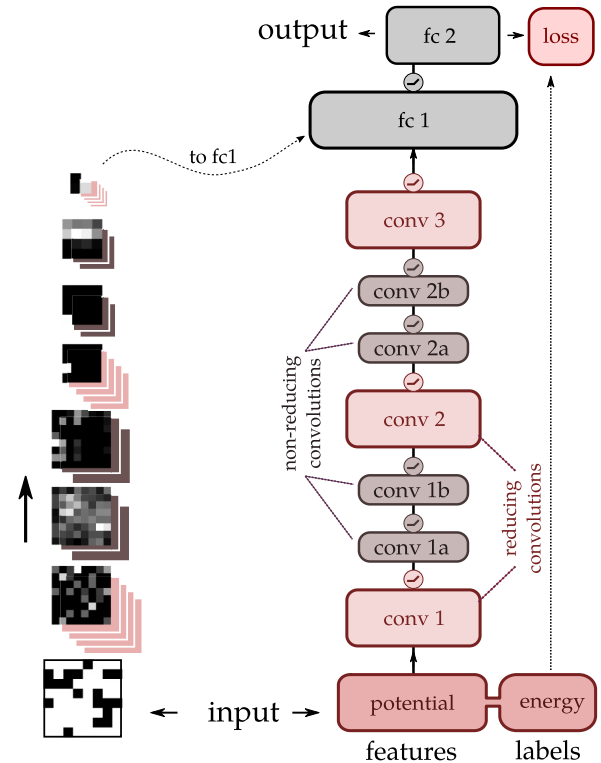 output
fc 2
loss
fc 1
to fc1
conv 3
conv 2b
conv 2a
non-reducing
convolutions
conv 2
conv 1b
reducing
convolutions
conv 1a
conv 1
input
potential
energy
features
labels